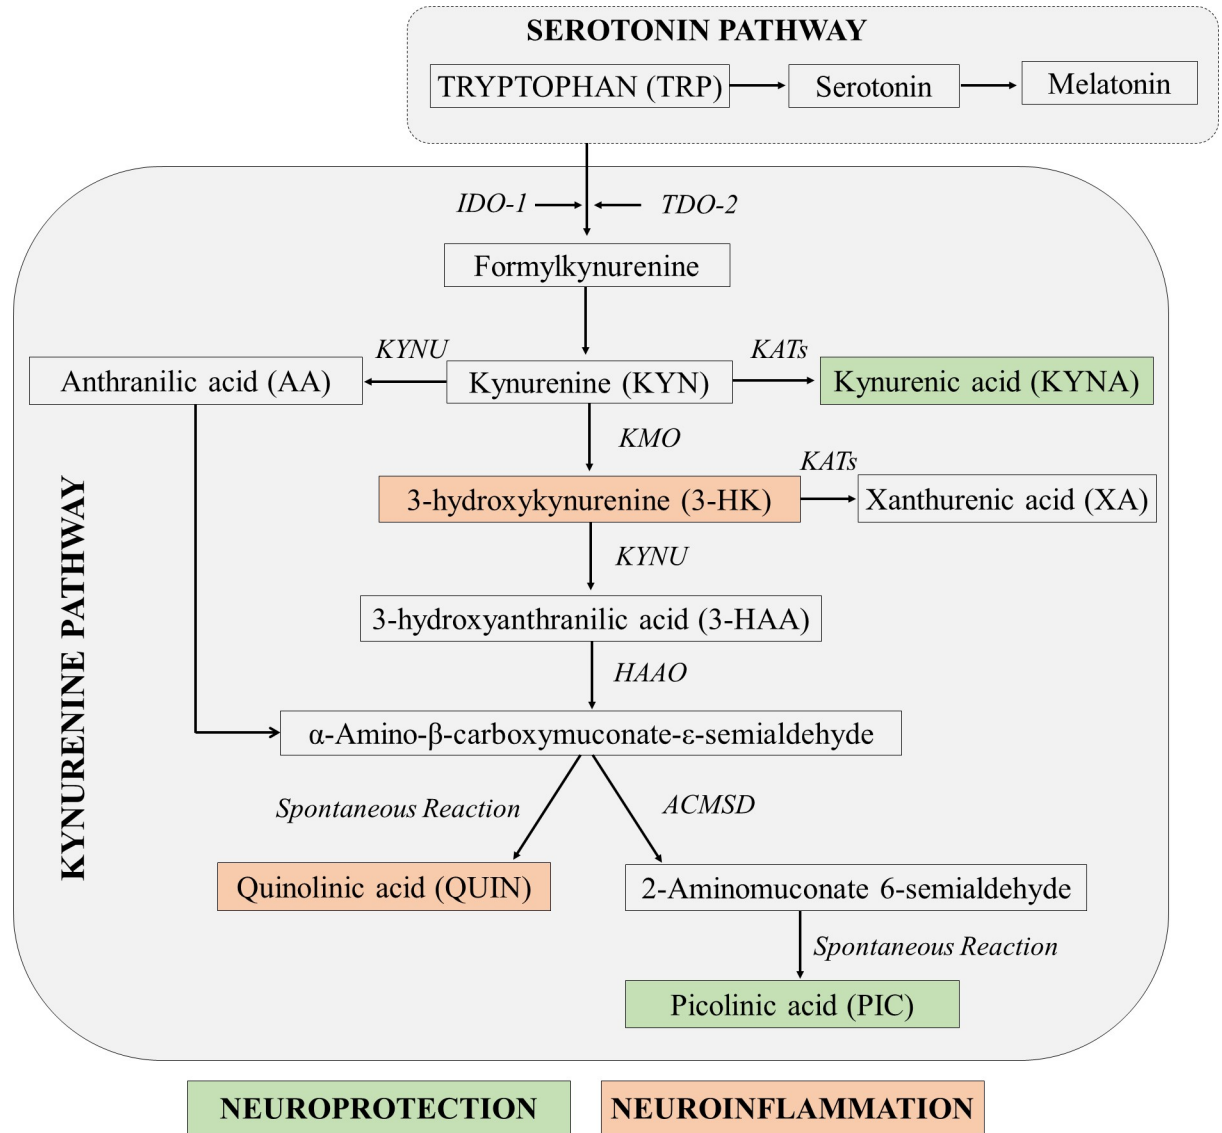 SEROTONIN PATHWAY
TRYPTOPHAN (TRP)
Serotonin
Melatonin
IDO-1
TDO-2
Formylkynurenine
KYNU
KATs
Anthranilic acid (AA)
Kynurenine (KYN)
Kynurenic acid (KYNA)
KMO
KATs
3-hydroxykynurenine (3-HK)
Xanthurenic acid (XA)
KYNU
3-hydroxyanthranilic acid (3-HAA)
HAAO
KYNURENINE PATHWAY
α-Amino-β-carboxymuconate-ε-semialdehyde
Spontaneous Reaction
ACMSD
Quinolinic acid (QUIN)
2-Aminomuconate 6-semialdehyde
Spontaneous Reaction
Picolinic acid (PIC)
NEUROPROTECTION
NEUROINFLAMMATION